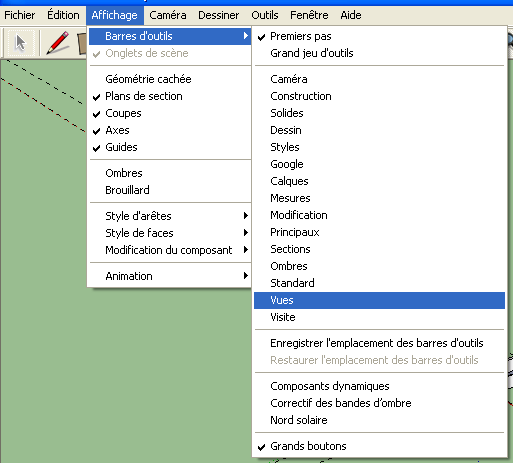 Fichier Édition Affichage Caméra Dessiner Outils Fenêtre Aide
Barres d'outils
Onglets de scène
Géométrie cachée
Plans de section
Coupes
Axes
Guides
Ombres
Brouillard
Style d'arêtes
Style de faces
Modification du composant
Animation
Premiers pas
Grand jeu d'outils
Caméra
Construction
Solides
Dessin
Styles
Google
Calques
Mesures
Modification
Principaux
Sections
Ombres
Standard
Vues
Visite
Enregistrer l'emplacement des barres d'outils
Restaurer l'emplacement des barres d'outils
Composants dynamiques
Correctif des bandes d'ombre
Nord solaire
Grands boutons